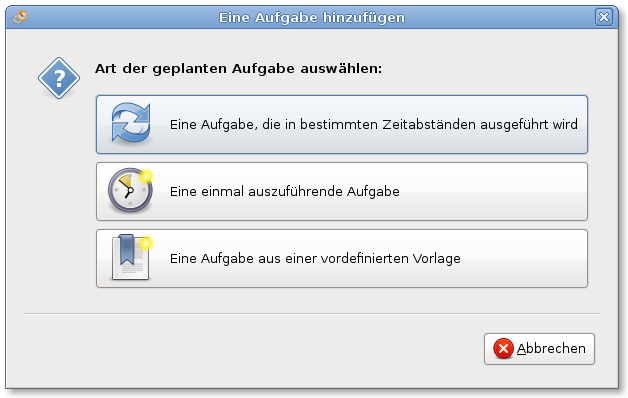 Eine Aufgabe hinzufügen
Art der geplanten Aufgabe auswählen:
Eine Aufgabe, die in bestimmten Zeitabständen ausgeführt wird
Eine einmal auszuführende Aufgabe
Eine Aufgabe aus einer vordefinierten Vorlage
Abbrechen